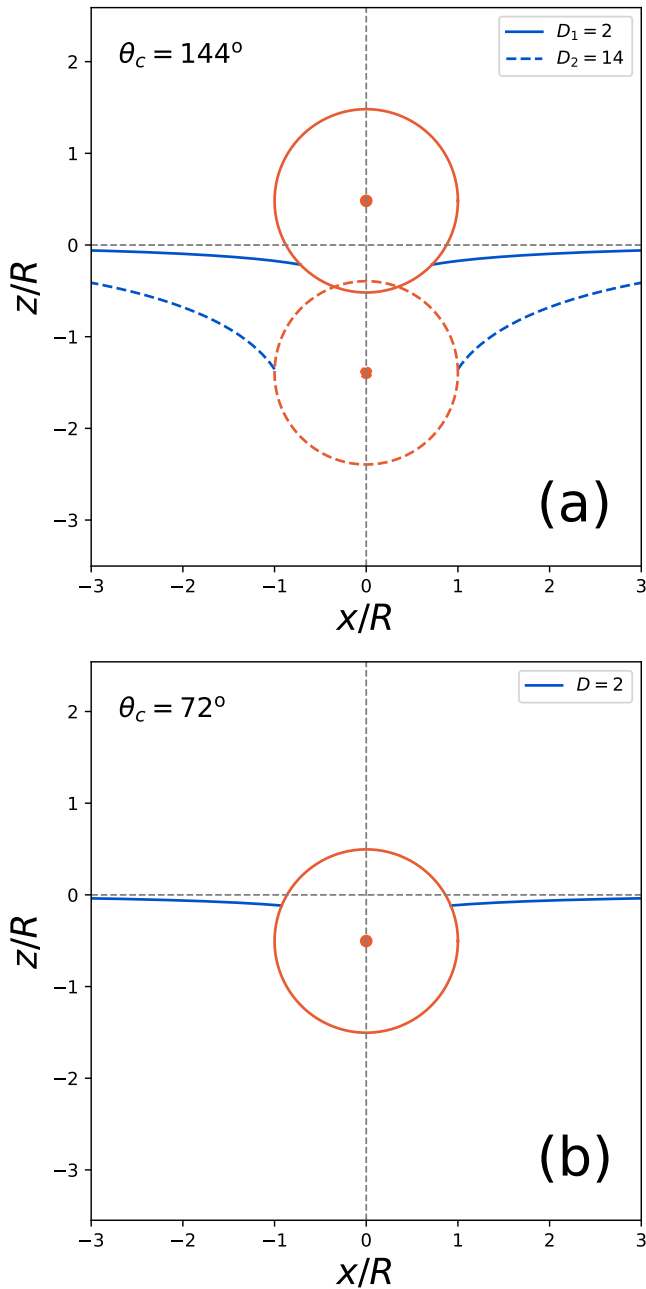 θc = 144°
D1 = 2
D2 = 14
2
1
0
−1
−2
−3
z/R
(a)
−3 −2 −1 0 1 2 3
x/R
θc = 72°
D = 2
2
1
0
−1
−2
−3
z/R
(b)
−3 −2 −1 0 1 2 3
x/R